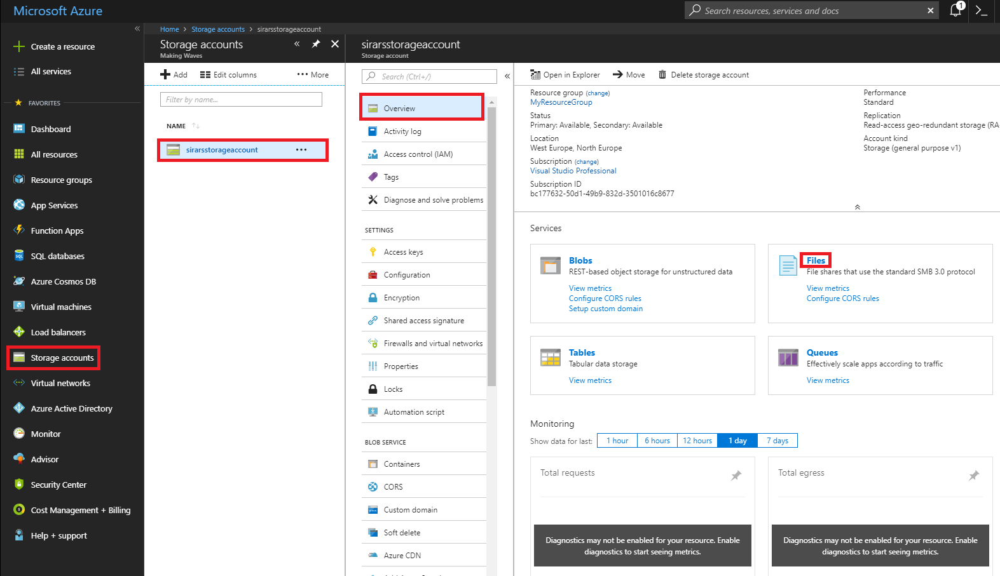 Microsoft Azure
Search resources, services and docs
1
Create a resource
All services
FAVORITES
Dashboard
All resources
Resource groups
App Services
Function Apps
SQL databases
Azure Cosmos DB
Virtual machines
Load balancers
Storage accounts
Virtual networks
Azure Active Directory
Monitor
Advisor
Security Center
Cost Management + Billing
Help + support
Home > Storage accounts > sirarsstorageaccount
Storage accounts
Making Waves
Add
Edit columns
More
Filter by name...
NAME
sirarsstorageaccount
sirarsstorageaccount
Storage account
Search (Ctrl+/)
Overview
Activity log
Access control (IAM)
Tags
Diagnose and solve problems
SETTINGS
Access keys
Configuration
Encryption
Shared access signature
Firewalls and virtual networks
Properties
Locks
Automation script
BLOB SERVICE
Containers
CORS
Custom domain
Soft delete
Azure CDN
Open in Explorer
Move
Delete storage account
Resource group (change)
MyResourceGroup
Status
Primary: Available, Secondary: Available
Location
West Europe, North Europe
Subscription (change)
Visual Studio Professional
Subscription ID
bc177632-50d1-49b9-832d-3501016c8677
Performance
Standard
Replication
Read-access geo-redundant storage (RA
Account kind
Storage (general purpose v1)
Services
Blobs
REST-based object storage for unstructured data
View metrics
Configure CORS rules
Setup custom domain
Files
File shares that use the standard SMB 3.0 protocol
View metrics
Configure CORS rules
Tables
Tabular data storage
View metrics
Queues
Effectively scale apps according to traffic
View metrics
Monitoring
Show data for last:
1 hour
6 hours
12 hours
1 day
7 days
Total requests
Diagnostics may not be enabled for your resource. Enable
diagnostics to start seeing metrics.
Total egress
Diagnostics may not be enabled for your resource. Enable
diagnostics to start seeing metrics.